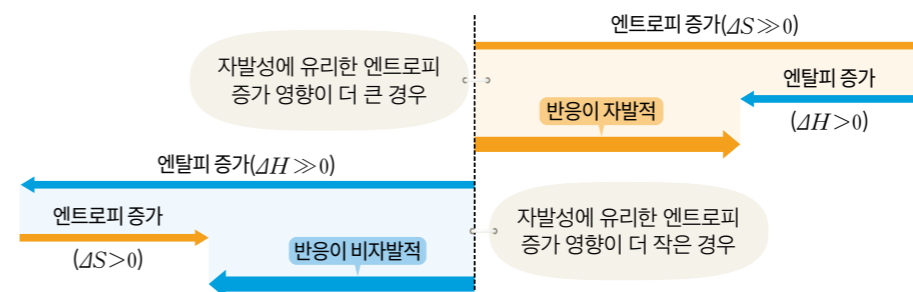 엔트로피 증가(ΔS≫0)
자발성에 유리한 엔트로피
증가 영향이 더 큰 경우
엔탈피 증가
(ΔH>0)
반응이 자발적
엔탈피 증가(ΔH≫0)
엔트로피 증가
(ΔS>0)
반응이 비자발적
자발성에 유리한 엔트로피
증가 영향이 더 작은 경우